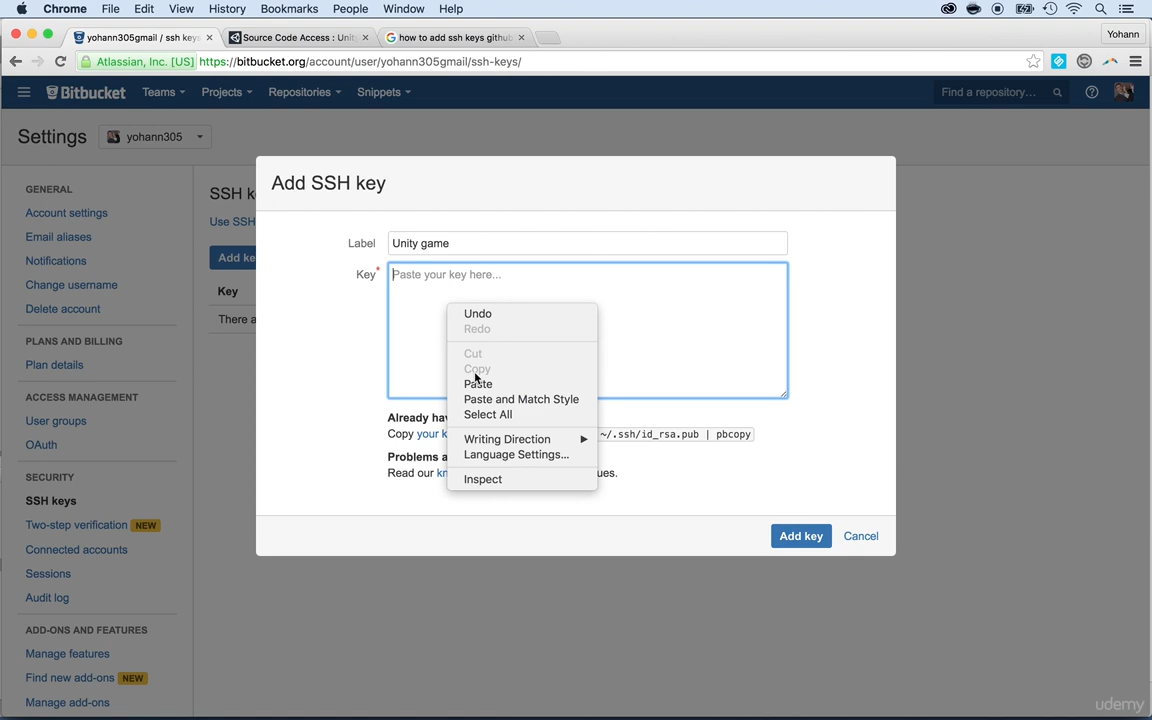 Chrome File Edit View History Bookmarks People Window Help
yohann305gmail / ssh keys
Source Code Access : Unit
how to add ssh keys github
Yohann
Atlassian, Inc. [US] https://bitbucket.org/account/user/yohann305gmail/ssh-keys/
Bitbucket Teams Projects Repositories Snippets Find a repository...
Settings yohann305
GENERAL
Account settings
Email aliases
Notifications
Change username
Delete account
PLANS AND BILLING
Plan details
ACCESS MANAGEMENT
User groups
OAuth
SECURITY
SSH keys
Two-step verification NEW
Connected accounts
Sessions
Audit log
ADD-ONS AND FEATURES
Manage features
Find new add-ons NEW
Manage add-ons
SSH k
Use SSH
Add ke
Key
There a
Add SSH key
Label Unity game
Key* Paste your key here...
Undo
Redo
Cut
Copy
Paste
Paste and Match Style
Select All
Writing Direction
Language Settings...
Inspect
Already hav
Copy your k ~/.ssh/id_rsa.pub | pbcopy
Problems a
Read our kn ues.
Add key Cancel
udemy